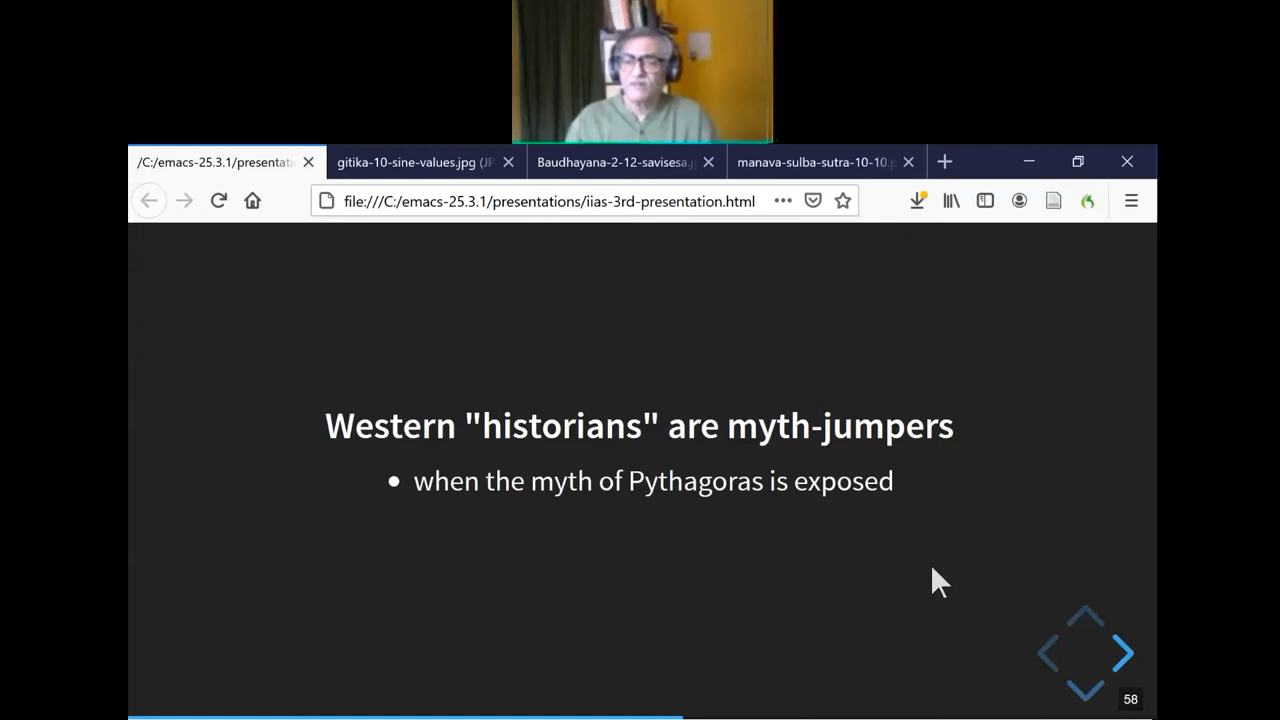 /C:/emacs-25.3.1/presentati
gitika-10-sine-values.jpg (JP
Baudhayana-2-12-savisesa.j
manava-sulba-sutra-10-10.p
file:///C:/emacs-25.3.1/presentations/iias-3rd-presentation.html
Western "historians" are myth-jumpers
• when the myth of Pythagoras is exposed
58